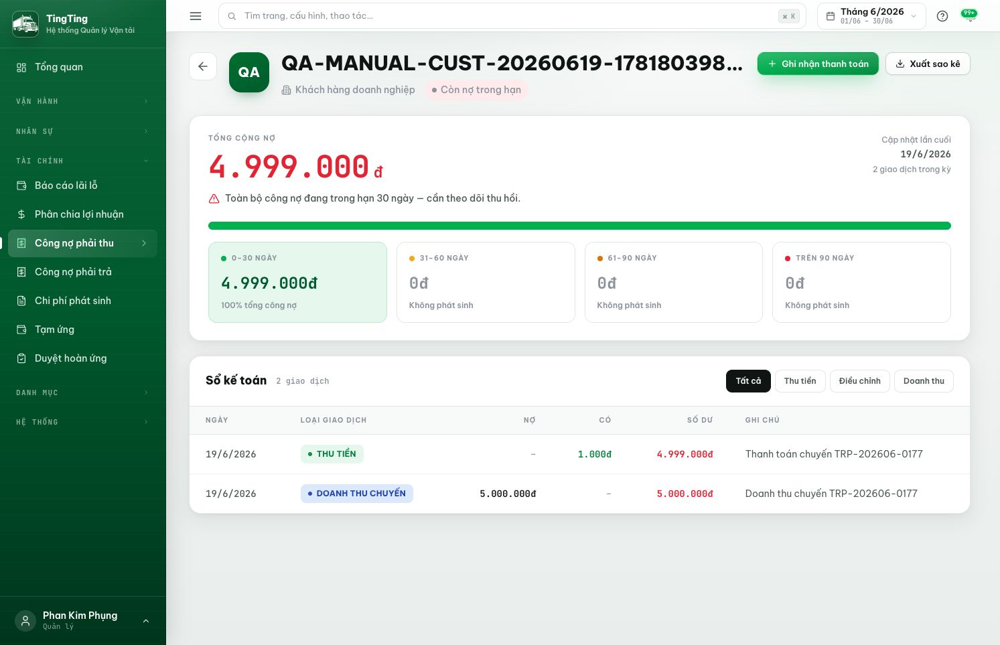 TingTing
Hệ thống Quản lý Vận tải
Tổng quan
VẬN HÀNH
NHÂN SỰ
TÀI CHÍNH
Báo cáo lãi lỗ
Phân chia lợi nhuận
Công nợ phải thu
Công nợ phải trả
Chi phí phát sinh
Tạm ứng
Duyệt hoàn ứng
DANH MỤC
HỆ THỐNG
Phan Kim Phụng
Quản lý
Tìm trang, cấu hình, thao tác...
⌘ K
Tháng 6/2026
01/06 – 30/06
99+
QA
QA-MANUAL-CUST-20260619-178180398...
Khách hàng doanh nghiệp
Còn nợ trong hạn
Ghi nhận thanh toán
Xuất sao kê
TỔNG CỘNG NỢ
4.999.000 đ
Toàn bộ công nợ đang trong hạn 30 ngày — cần theo dõi thu hồi.
Cập nhật lần cuối
19/6/2026
2 giao dịch trong kỳ
0–30 NGÀY
4.999.000đ
100% tổng công nợ
31–60 NGÀY
0đ
Không phát sinh
61–90 NGÀY
0đ
Không phát sinh
TRÊN 90 NGÀY
0đ
Không phát sinh
Sổ kế toán 2 giao dịch
Tất cả Thu tiền Điều chỉnh Doanh thu
NGÀY LOẠI GIAO DỊCH NỢ CÓ SỐ DƯ GHI CHÚ
19/6/2026 THU TIỀN – 1.000đ 4.999.000đ Thanh toán chuyến TRP-202606-0177
19/6/2026 DOANH THU CHUYẾN 5.000.000đ – 5.000.000đ Doanh thu chuyến TRP-202606-0177